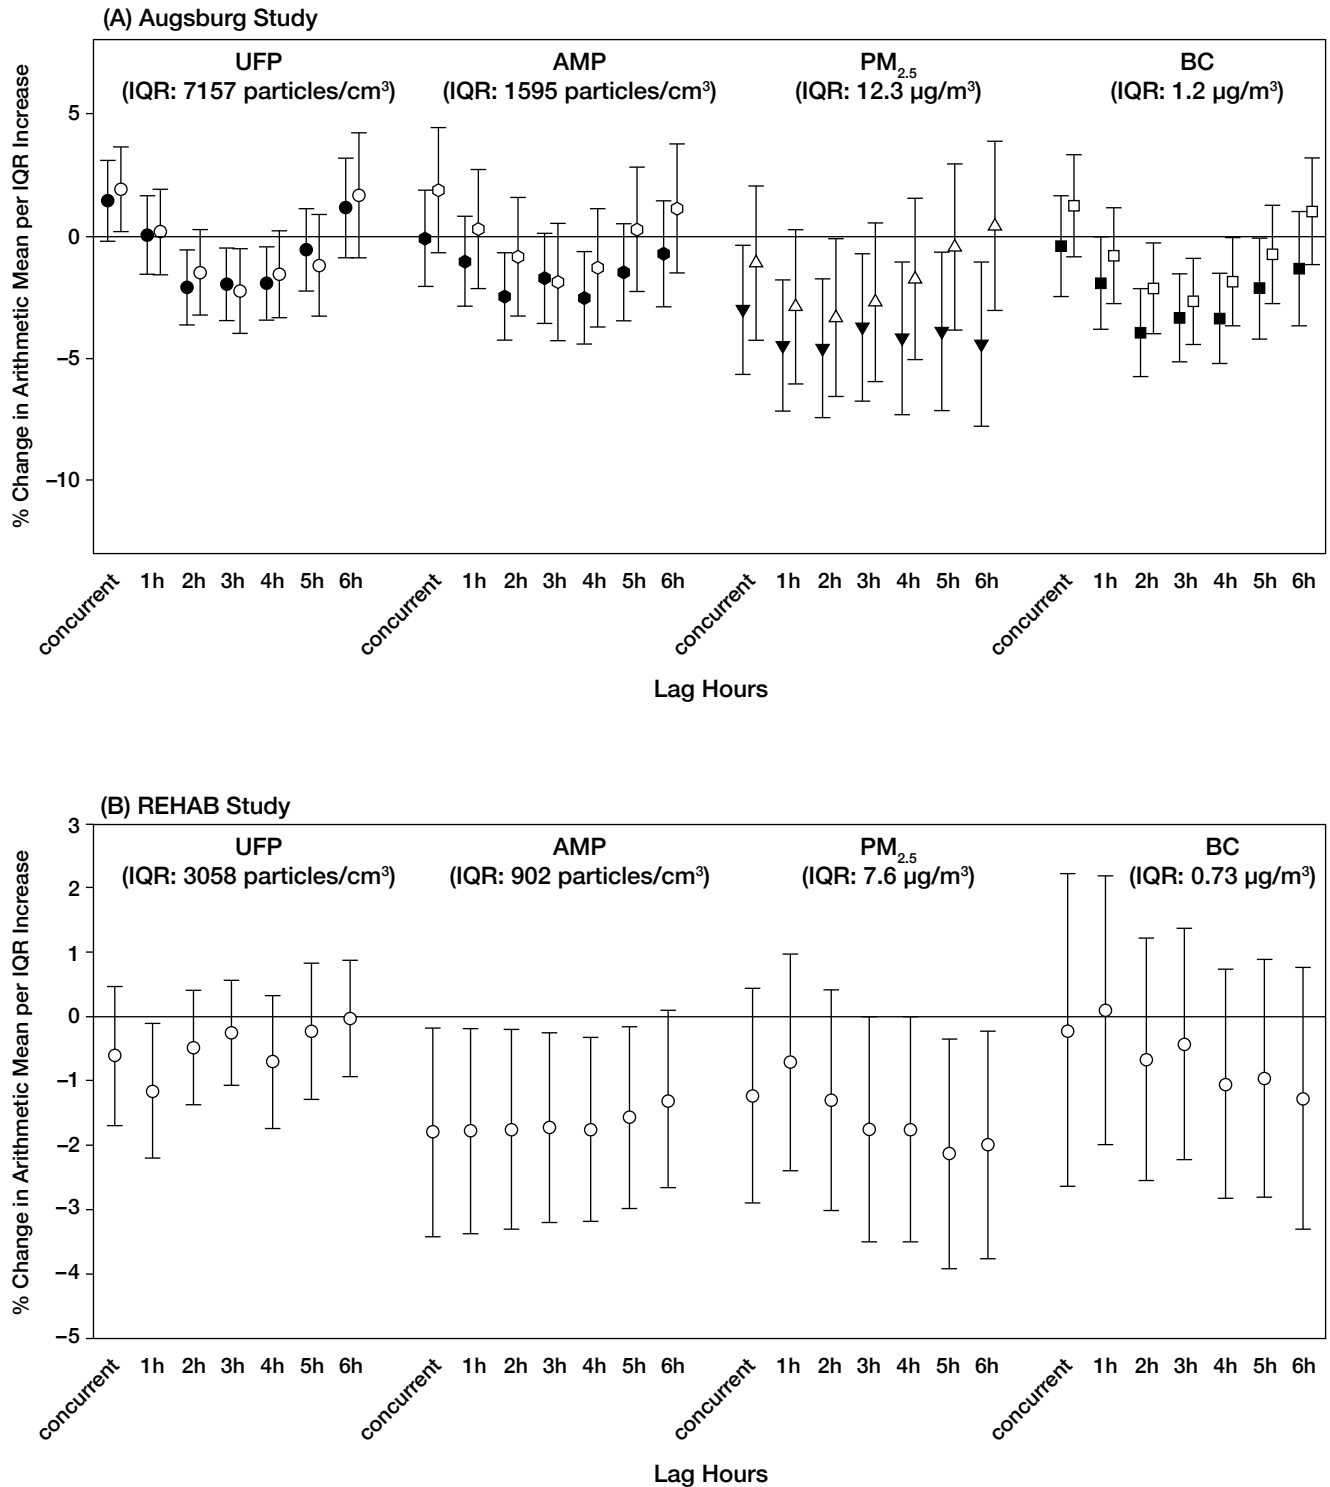 (A) Augsburg Study
UFP
(IQR: 7157 particles/cm³)
AMP
(IQR: 1595 particles/cm³)
PM₂.₅
(IQR: 12.3 µg/m³)
BC
(IQR: 1.2 µg/m³)
% Change in Arithmetic Mean per IQR Increase
5
0
−5
−10
concurrent 1h 2h 3h 4h 5h 6h
concurrent 1h 2h 3h 4h 5h 6h
concurrent 1h 2h 3h 4h 5h 6h
concurrent 1h 2h 3h 4h 5h 6h
Lag Hours
(B) REHAB Study
UFP
(IQR: 3058 particles/cm³)
AMP
(IQR: 902 particles/cm³)
PM₂.₅
(IQR: 7.6 µg/m³)
BC
(IQR: 0.73 µg/m³)
% Change in Arithmetic Mean per IQR Increase
3
2
1
0
−1
−2
−3
−4
−5
concurrent 1h 2h 3h 4h 5h 6h
concurrent 1h 2h 3h 4h 5h 6h
concurrent 1h 2h 3h 4h 5h 6h
concurrent 1h 2h 3h 4h 5h 6h
Lag Hours